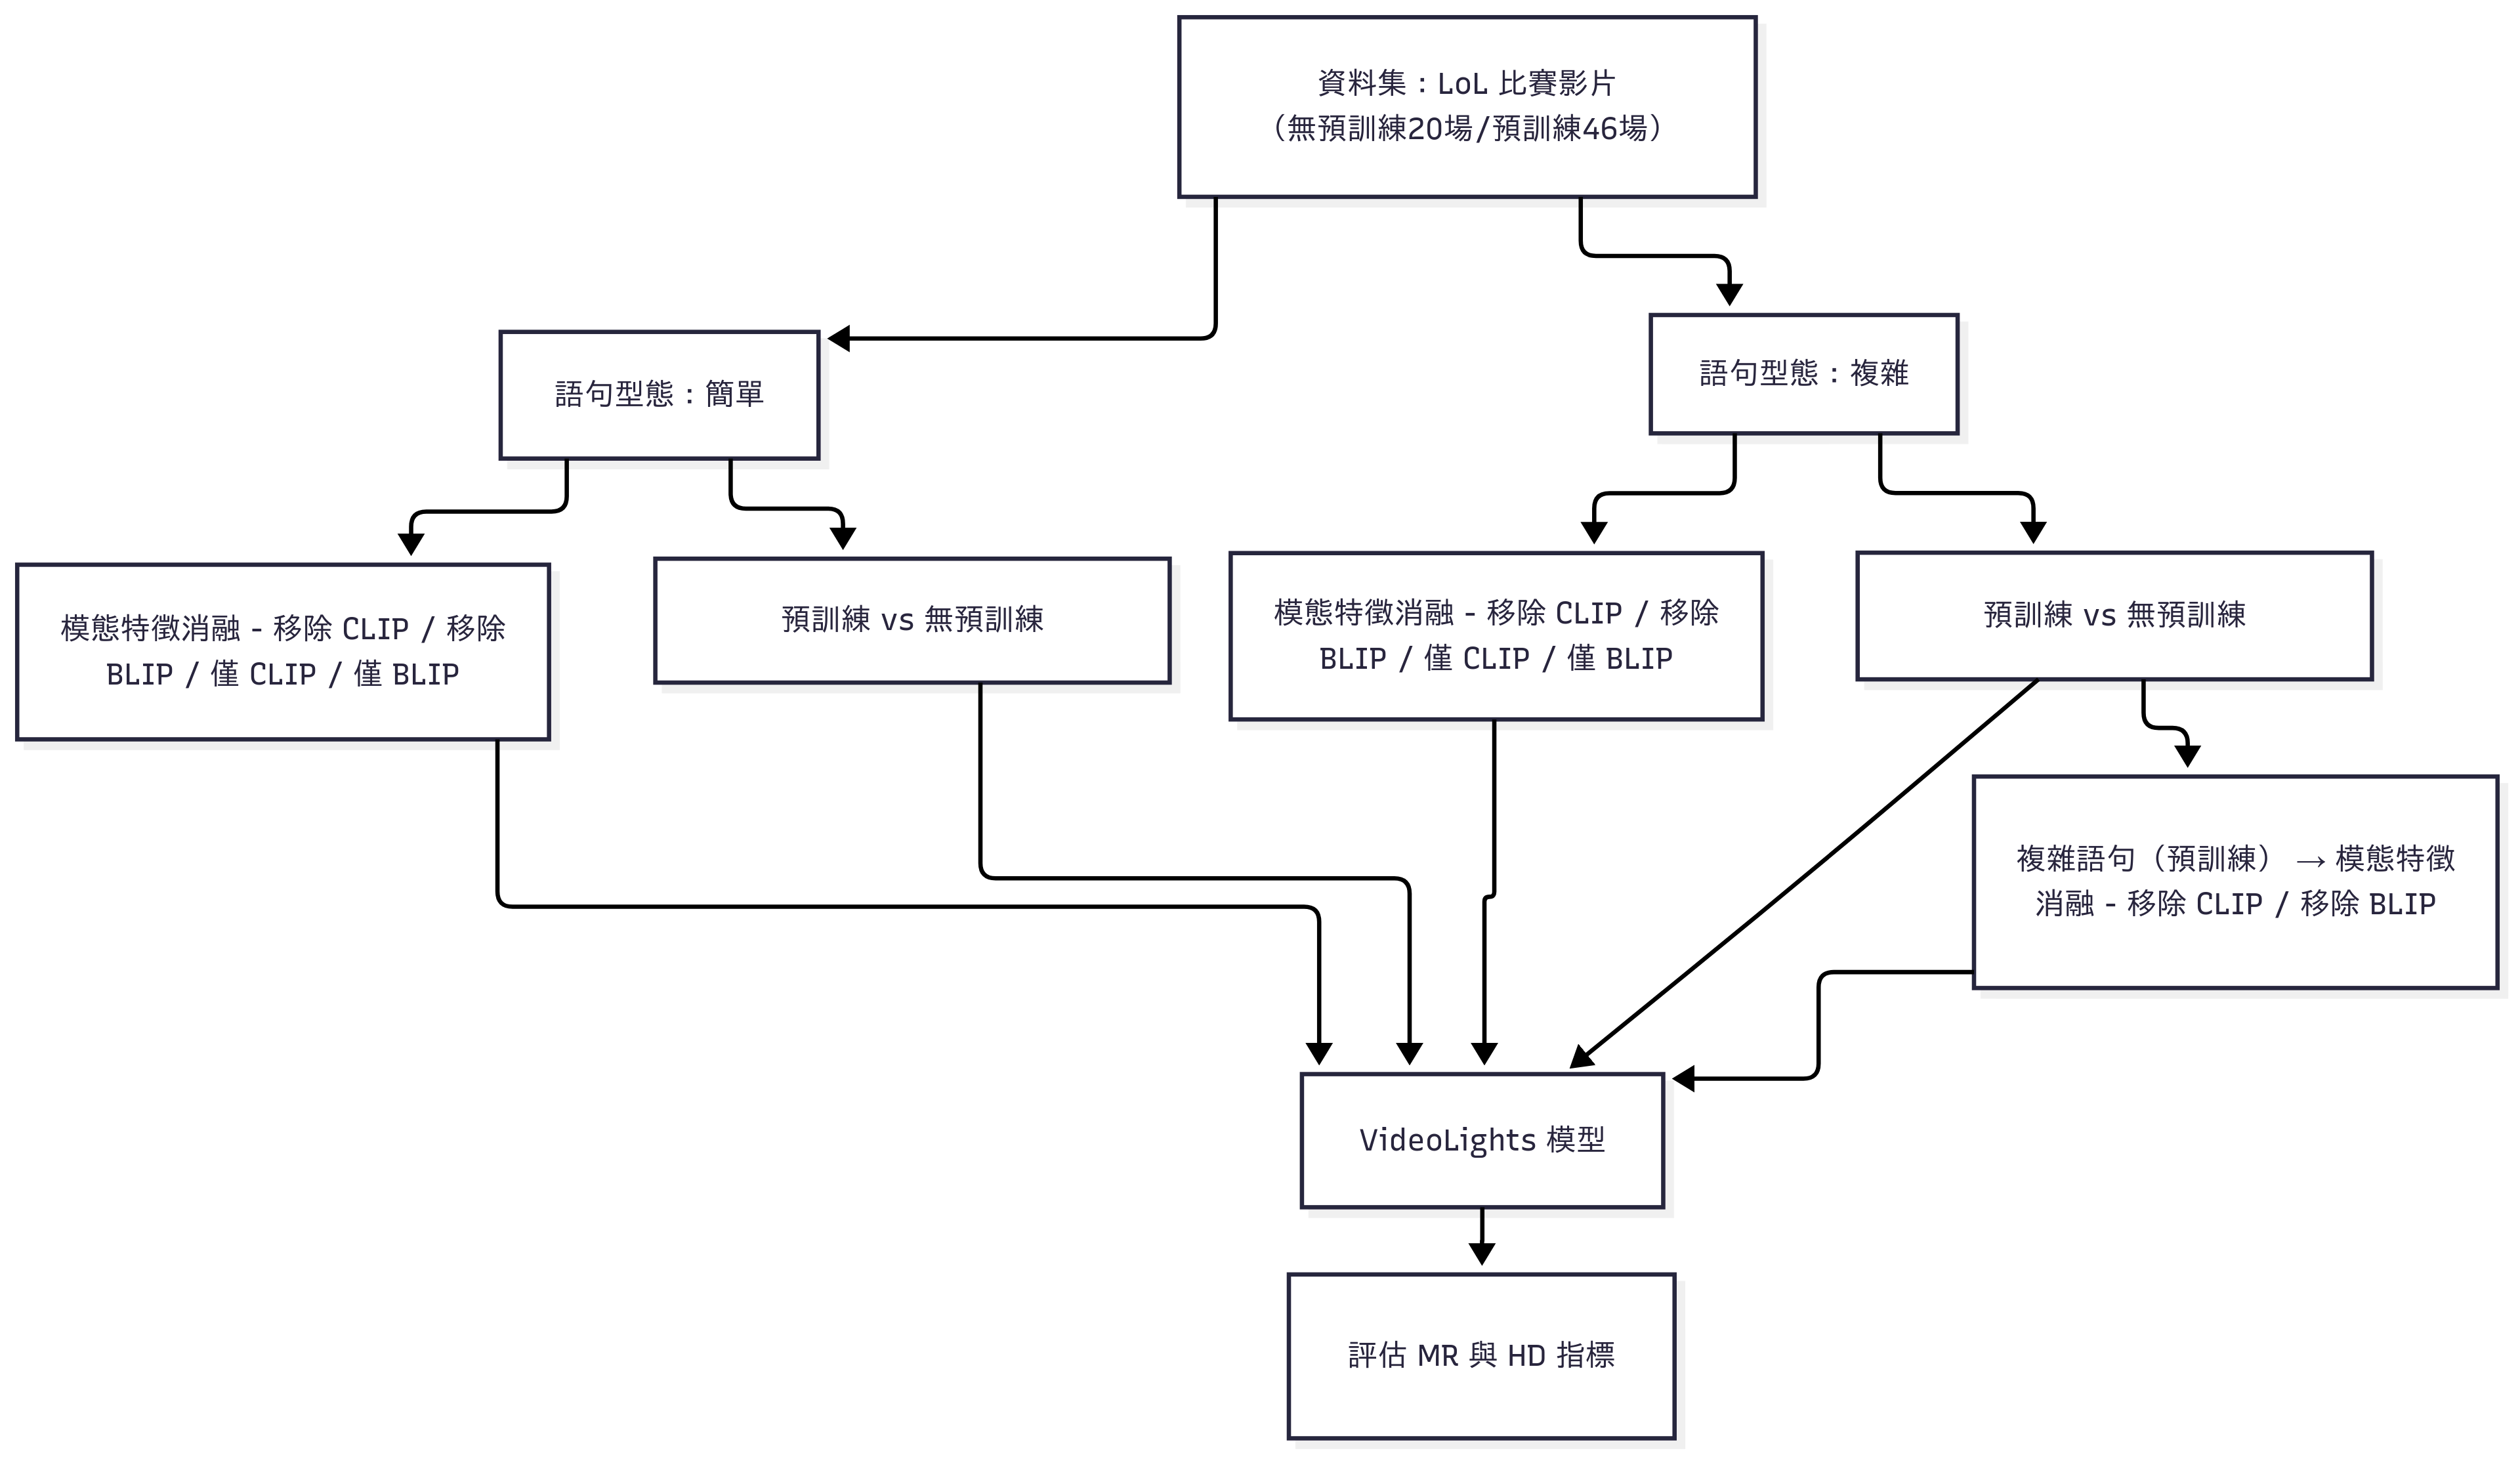 資料集：LoL 比賽影片
（無預訓練20場/預訓練46場）
語句型態：簡單
語句型態：複雜
模態特徵消融 - 移除 CLIP / 移除
BLIP / 僅 CLIP / 僅 BLIP
預訓練 vs 無預訓練
模態特徵消融 - 移除 CLIP / 移除
BLIP / 僅 CLIP / 僅 BLIP
預訓練 vs 無預訓練
複雜語句（預訓練）→ 模態特徵
消融 - 移除 CLIP / 移除 BLIP
VideoLights 模型
評估 MR 與 HD 指標